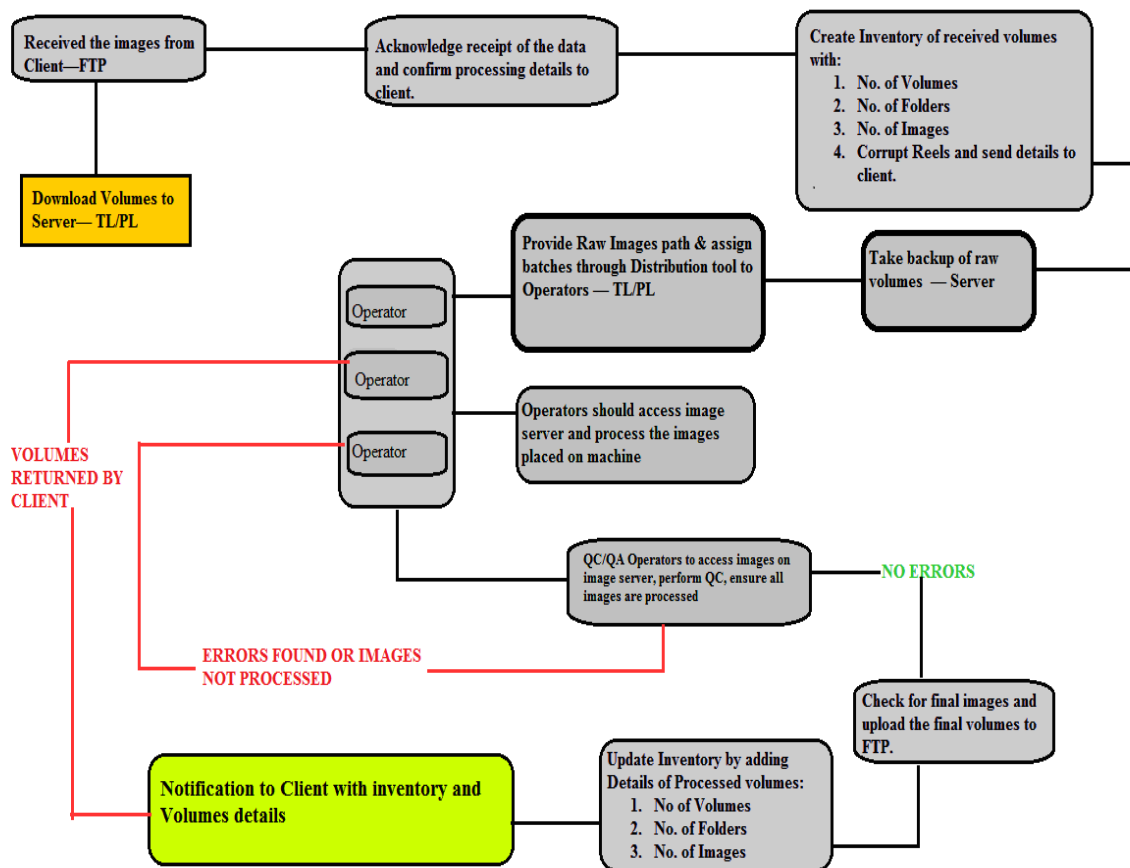 Received the images from
Client—FTP
Acknowledge receipt of the data
and confirm processing details to
client.
Create Inventory of received volumes
with:
1. No. of Volumes
2. No. of Folders
3. No. of Images
4. Corrupt Reels and send details to
client.
.
Download Volumes to
Server— TL/PL
Provide Raw Images path & assign
batches through Distribution tool to
Operators — TL/PL
Take backup of raw
volumes — Server
Operator
Operator
Operator
Operators should access image
server and process the images
placed on machine
VOLUMES
RETURNED BY
CLIENT
QC/QA Operators to access images on
image server, perform QC, ensure all
images are processed
NO ERRORS
ERRORS FOUND OR IMAGES
NOT PROCESSED
Check for final images and
upload the final volumes to
FTP.
Update Inventory by adding
Details of Processed volumes:
1. No of Volumes
2. No. of Folders
3. No. of Images
Notification to Client with inventory and
Volumes details